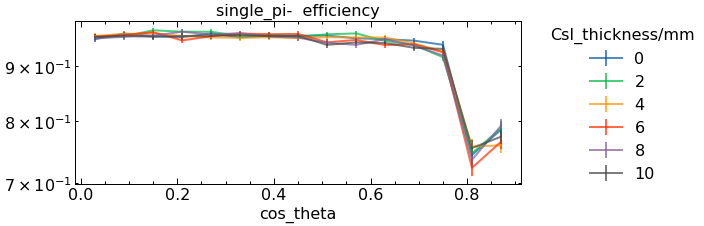 single_pi-  efficiency
9 × 10⁻¹
8 × 10⁻¹
7 × 10⁻¹
0.0 0.2 0.4 0.6 0.8
cos_theta
CsI_thickness/mm
0
2
4
6
8
10